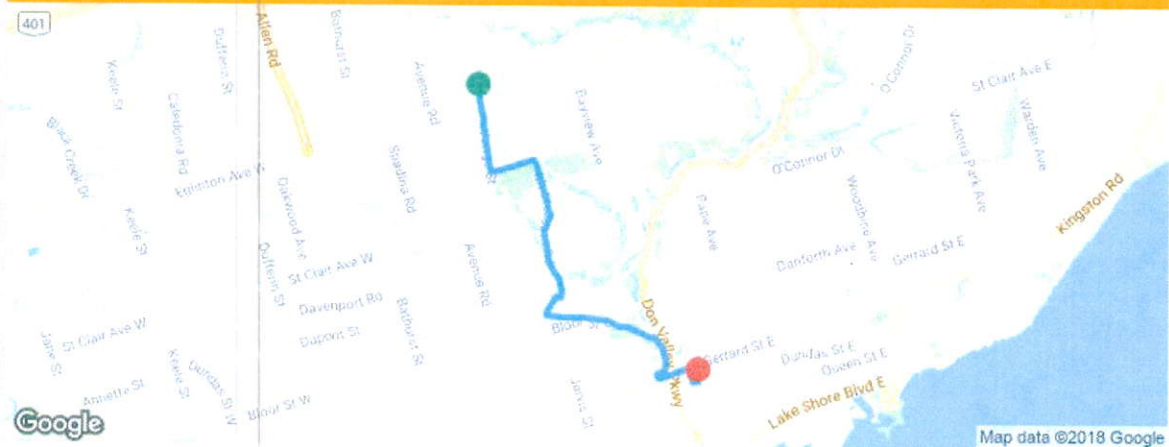 401
Keele St
Dufferin St
Allen Rd
Bathurst St
Avenue Rd
Bayview Ave
O'Connor Dr
St Clair Ave E
Caledonia Rd
Black Creek Dr
Eglinton Ave W
Spadina Rd
O'Connor Dr
Victoria Park Ave
Warden Ave
Keele St
Oakwood Ave
Pape Ave
Woodbine Ave
Kingston Rd
St Clair Ave W
Dufferin St
Avenue Rd
Danforth Ave
Gerrard St E
Davenport Rd
Bathurst St
Dupont St
Bloor St
Don Valley Pkwy
Jane St
St Clair Ave W
Keele St
Dundas St W
Gerrard St E
Dundas St E
Queen St E
Annette St
Bloor St W
Jarvis St
Lake Shore Blvd E
Google
Map data ©2018 Google